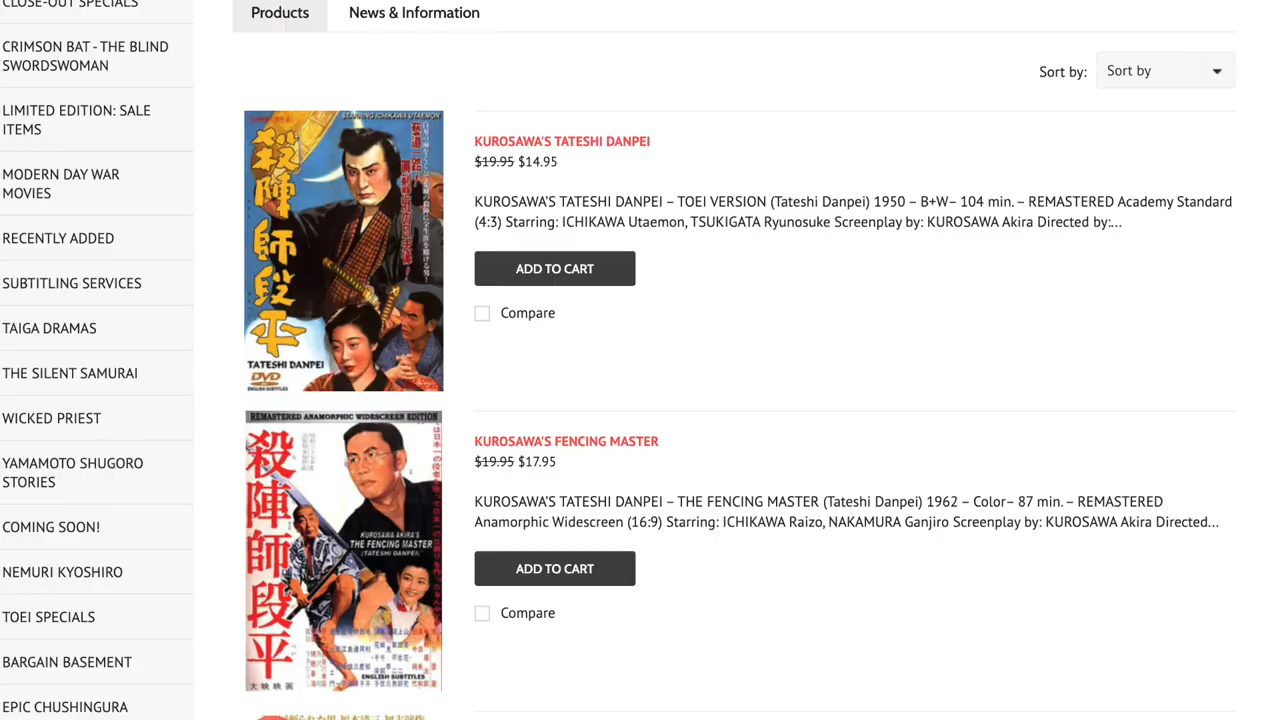 CLOSE-OUT SPECIALS
CRIMSON BAT - THE BLIND
SWORDSWOMAN
LIMITED EDITION: SALE
ITEMS
MODERN DAY WAR
MOVIES
RECENTLY ADDED
SUBTITLING SERVICES
TAIGA DRAMAS
THE SILENT SAMURAI
WICKED PRIEST
YAMAMOTO SHUGORO
STORIES
COMING SOON!
NEMURI KYOSHIRO
TOEI SPECIALS
BARGAIN BASEMENT
EPIC CHUSHINGURA
Products
News & Information
Sort by:
Sort by
STARRING ICHIKAWA UTAEMON
殺陣師段平
TATESHI DANPEI
DVD
ENGLISH SUBTITLES
KUROSAWA'S TATESHI DANPEI
$19.95 $14.95
KUROSAWA'S TATESHI DANPEI – TOEI VERSION (Tateshi Danpei) 1950 – B+W– 104 min. – REMASTERED Academy Standard
(4:3) Starring: ICHIKAWA Utaemon, TSUKIGATA Ryunosuke Screenplay by: KUROSAWA Akira Directed by:...
ADD TO CART
Compare
REMASTERED ANAMORPHIC WIDESCREEN EDITION
殺陣師段平
KUROSAWA AKIRA'S
THE FENCING MASTER
(TATESHI DANPEI)
ENGLISH SUBTITLES
大映映画
KUROSAWA'S FENCING MASTER
$19.95 $17.95
KUROSAWA'S TATESHI DANPEI – THE FENCING MASTER (Tateshi Danpei) 1962 – Color– 87 min. – REMASTERED
Anamorphic Widescreen (16:9) Starring: ICHIKAWA Raizo, NAKAMURA Ganjiro Screenplay by: KUROSAWA Akira Directed...
ADD TO CART
Compare